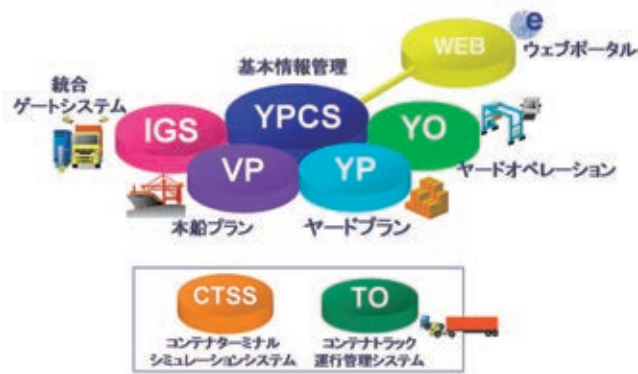 WEB
ウェブポータル
基本情報管理
統合
ゲートシステム
IGS
YPCS
YO
ヤードオペレーション
VP
YP
本船プラン
ヤードプラン
CTSS
TO
コンテナターミナル
シミュレーションシステム
コンテナトラック
運行管理システム